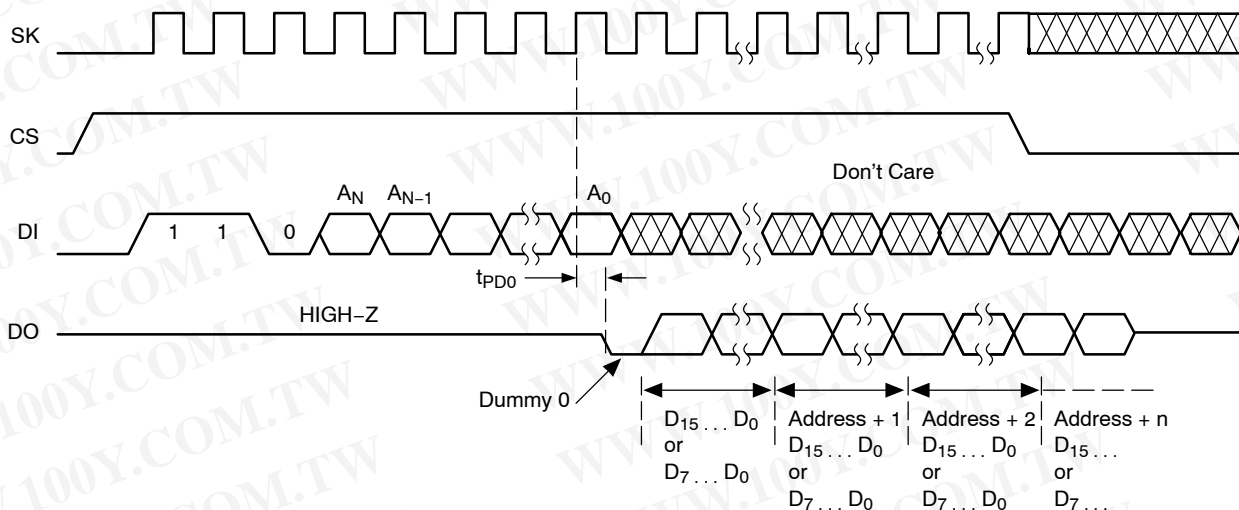 SK
CS
Don't Care
A_N A_N−1 A_0
DI 1 1 0
t_PD0
HIGH−Z
DO
Dummy 0
D_15 . . . D_0
or
D_7 . . . D_0
Address + 1
D_15 . . . D_0
or
D_7 . . . D_0
Address + 2
D_15 . . . D_0
or
D_7 . . . D_0
Address + n
D_15 . . .
or
D_7 . . .
WWW.100Y.COM.TW